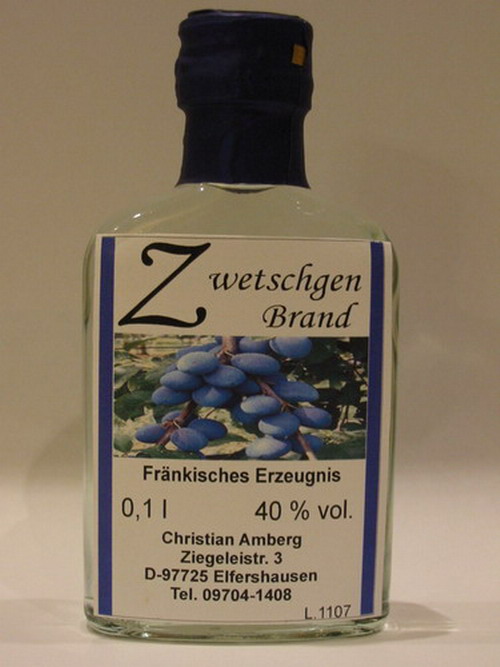 Zwetschgen
Brand
Fränkisches Erzeugnis
0,1 l 40 % vol.
Christian Amberg
Ziegeleistr. 3
D-97725 Elfershausen
Tel. 09704-1408
L.1107